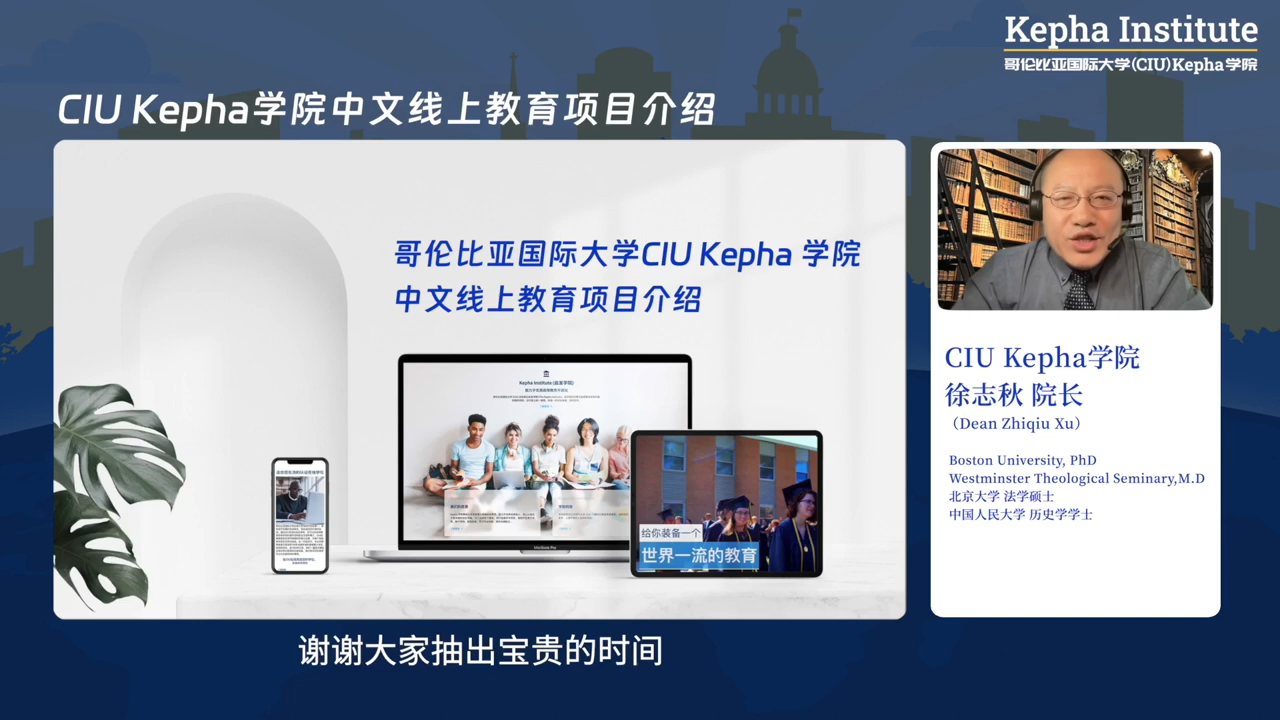 Kepha Institute
哥伦比亚国际大学(CIU)Kepha学院
CIU Kepha学院中文线上教育项目介绍
哥伦比亚国际大学CIU Kepha 学院
中文线上教育项目介绍
给你装备一个
世界一流的教育
CIU Kepha学院
徐志秋 院长
（Dean Zhiqiu Xu）
Boston University, PhD
Westminster Theological Seminary,M.D
北京大学 法学硕士
中国人民大学 历史学学士
谢谢大家抽出宝贵的时间